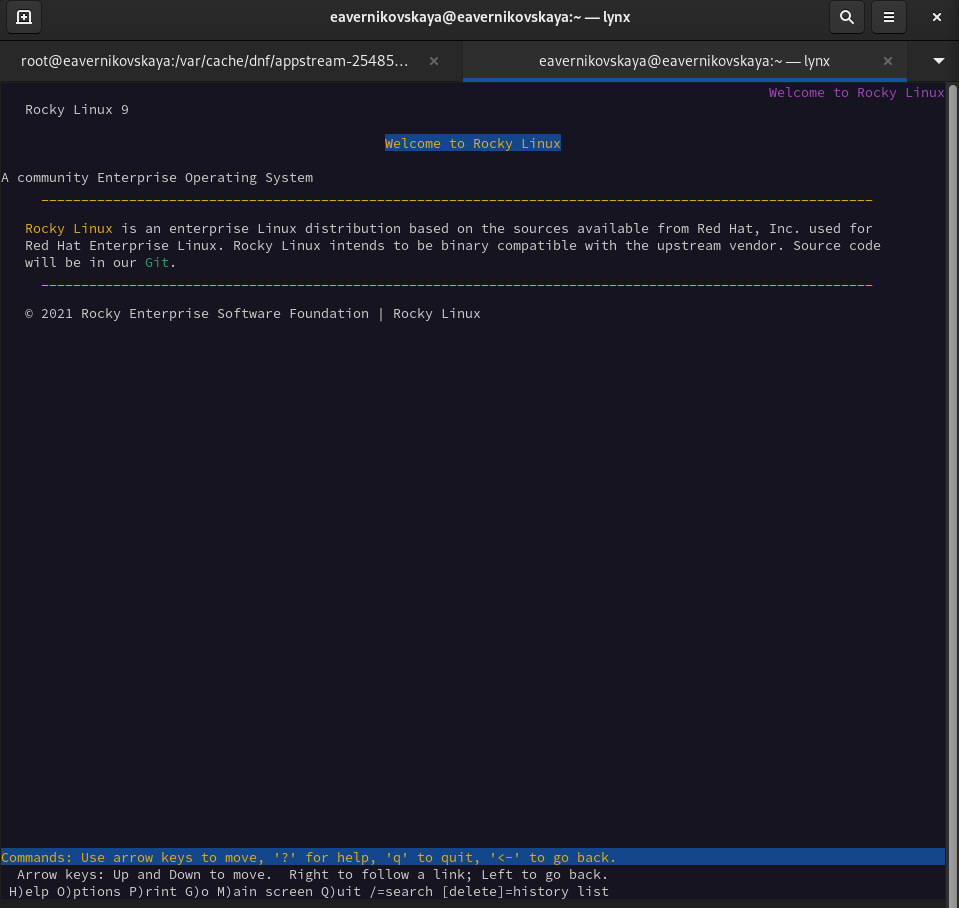 eavernikovskaya@eavernikovskaya:~ — lynx
root@eavernikovskaya:/var/cache/dnf/appstream-25485…
eavernikovskaya@eavernikovskaya:~ — lynx
Welcome to Rocky Linux
Rocky Linux 9
Welcome to Rocky Linux
A community Enterprise Operating System
Rocky Linux is an enterprise Linux distribution based on the sources available from Red Hat, Inc. used for
Red Hat Enterprise Linux. Rocky Linux intends to be binary compatible with the upstream vendor. Source code
will be in our Git.
© 2021 Rocky Enterprise Software Foundation | Rocky Linux
Commands: Use arrow keys to move, '?' for help, 'q' to quit, '<-' to go back.
Arrow keys: Up and Down to move.  Right to follow a link; Left to go back.
H)elp O)ptions P)rint G)o M)ain screen Q)uit /=search [delete]=history list